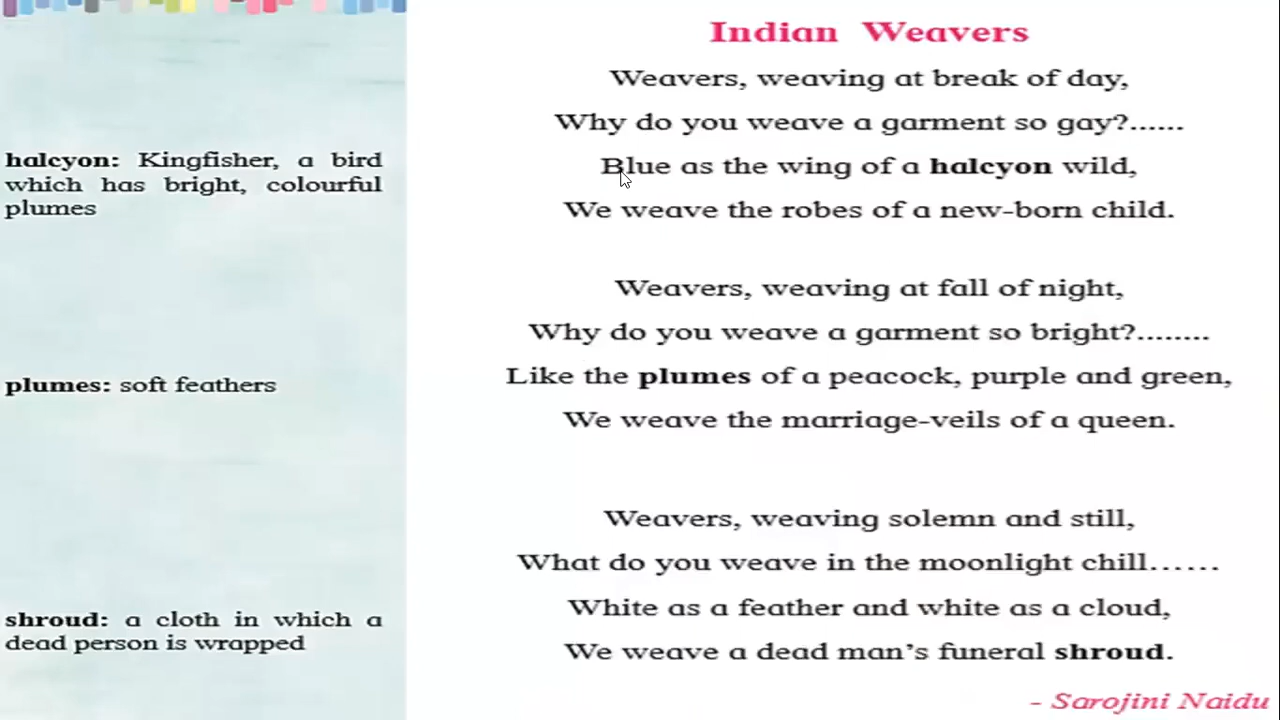 Indian Weavers
Weavers, weaving at break of day,
Why do you weave a garment so gay?......
Blue as the wing of a halcyon wild,
We weave the robes of a new-born child.
Weavers, weaving at fall of night,
Why do you weave a garment so bright?........
Like the plumes of a peacock, purple and green,
We weave the marriage-veils of a queen.
Weavers, weaving solemn and still,
What do you weave in the moonlight chill......
White as a feather and white as a cloud,
We weave a dead man's funeral shroud.
- Sarojini Naidu
halcyon: Kingfisher, a bird
which has bright, colourful
plumes
plumes: soft feathers
shroud: a cloth in which a
dead person is wrapped